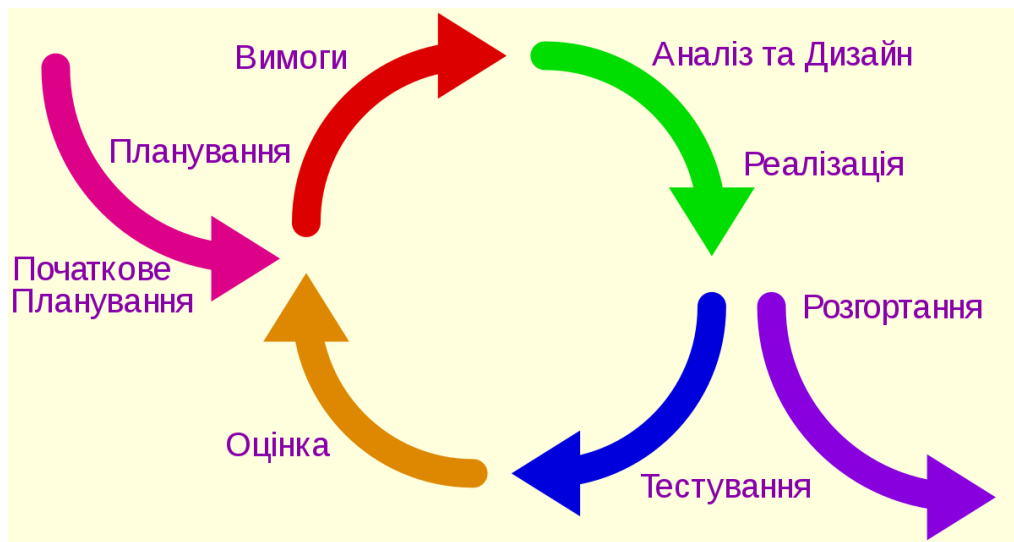 Вимоги
Аналіз та Дизайн
Планування
Реалізація
Початкове
Планування
Розгортання
Оцінка
Тестування